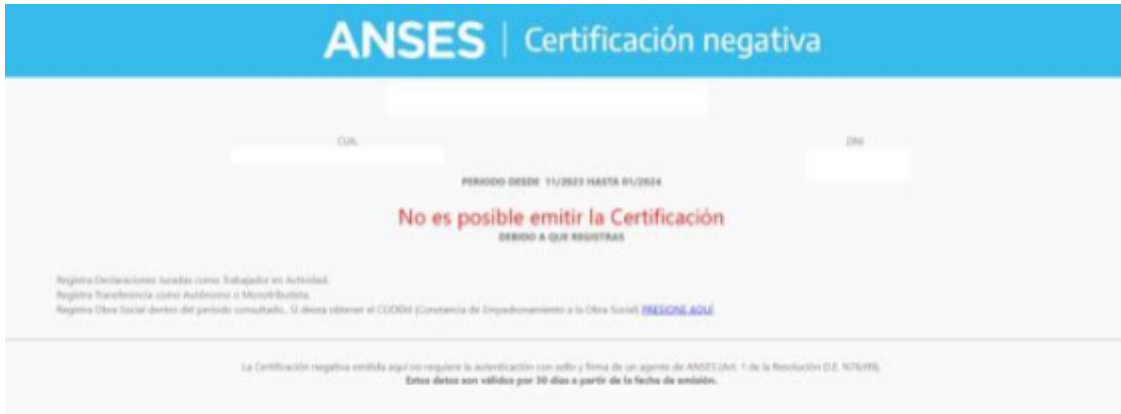 ANSES | Certificación negativa
CUIL
DNI
PERIODO DESDE 11/2023 HASTA 01/2024
No es posible emitir la Certificación
DEBIDO A QUE REGISTRAS
Registra Declaraciones Juradas como Trabajador en Actividad.
Registra Transferencia como Autónomo o Monotributista.
Registra Obra Social dentro del periodo consultado.. Si desea obtener el CODEM (Constancia de Empadronamiento a la Obra Social) PRESIONE AQUÍ
La Certificación negativa emitida aquí no requiere la autenticación con sello y firma de un agente de ANSES (Art. 1 de la Resolución D.E.
Estos datos son válidos por 30 días a partir de la fecha de emisión.